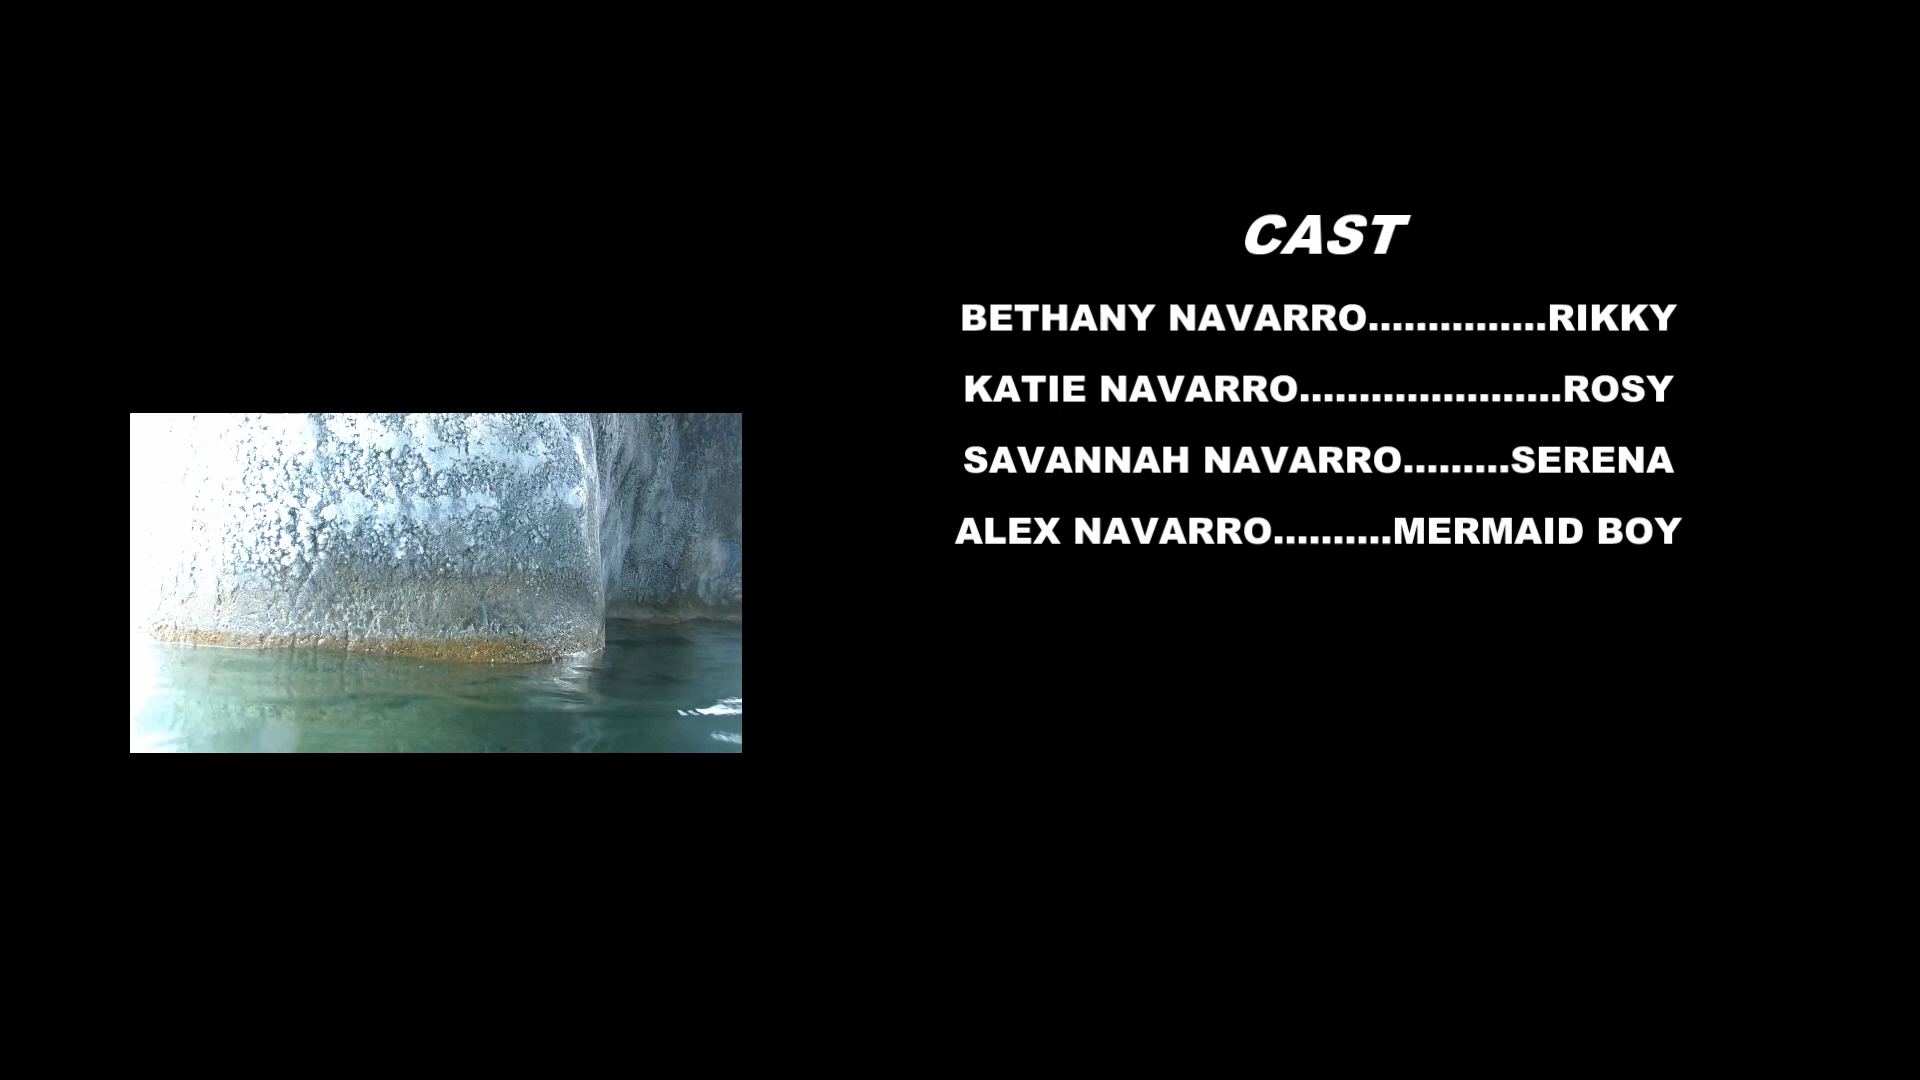 CAST
BETHANY NAVARRO...............RIKKY
KATIE NAVARRO......................ROSY
SAVANNAH NAVARRO.........SERENA
ALEX NAVARRO..........MERMAID BOY